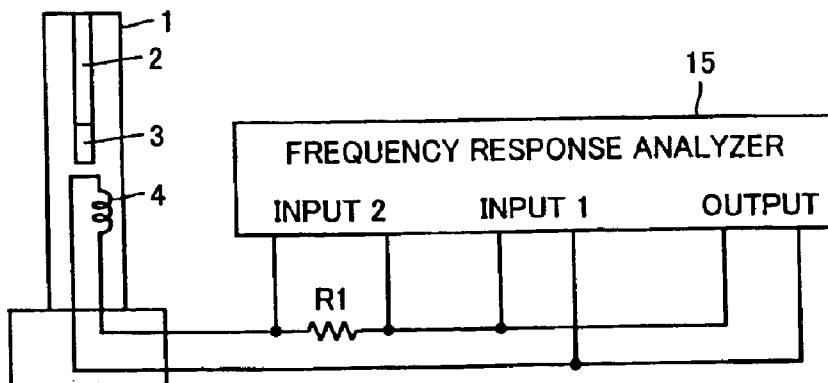 1
2
15
3
FREQUENCY RESPONSE ANALYZER
4
INPUT 2 INPUT 1 OUTPUT
R1